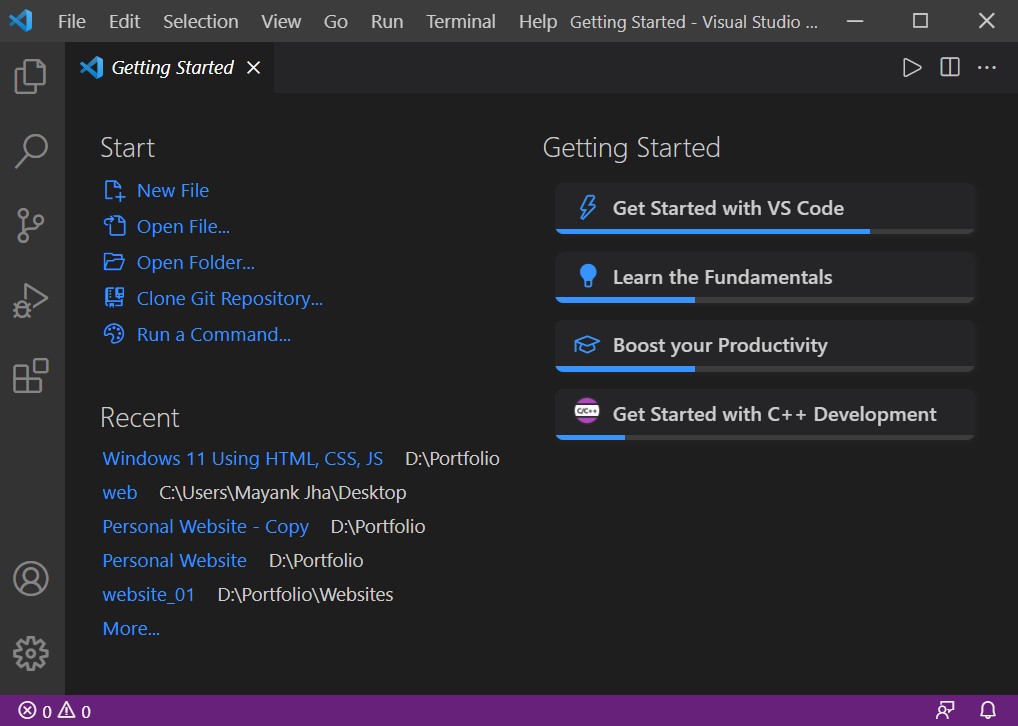 File Edit Selection View Go Run Terminal Help Getting Started - Visual Studio ...
Getting Started
Start
New File
Open File...
Open Folder...
Clone Git Repository...
Run a Command...
Recent
Windows 11 Using HTML, CSS, JS D:\Portfolio
web C:\Users\Mayank Jha\Desktop
Personal Website - Copy D:\Portfolio
Personal Website D:\Portfolio
website_01 D:\Portfolio\Websites
More...
Getting Started
Get Started with VS Code
Learn the Fundamentals
Boost your Productivity
C/C++ Get Started with C++ Development
0 0